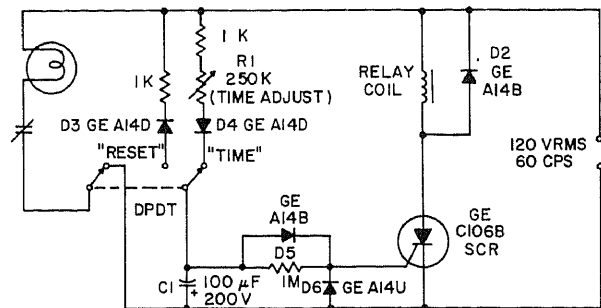 1 K
R1
250K
(TIME ADJUST)
1K
D3 GE A14D
D4 GE A14D
"RESET"
"TIME"
DPDT
RELAY
COIL
D2
GE
A14B
120 VRMS
60 CPS
GE
A14B
D5
1M
GE
C106B
SCR
C1
+
100 µF
200V
D6
GE A14U